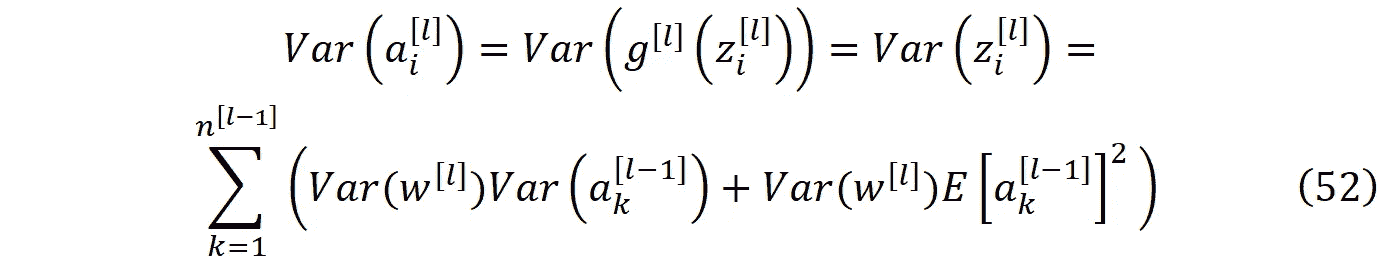 Var(a_i^{[l]}) = Var(g^{[l]}(z_i^{[l]})) = Var(z_i^{[l]}) =
\sum_{k=1}^{n^{[l-1]}} (Var(w^{[l]})Var(a_k^{[l-1]}) + Var(w^{[l]})E[a_k^{[l-1]}]^2) (52)